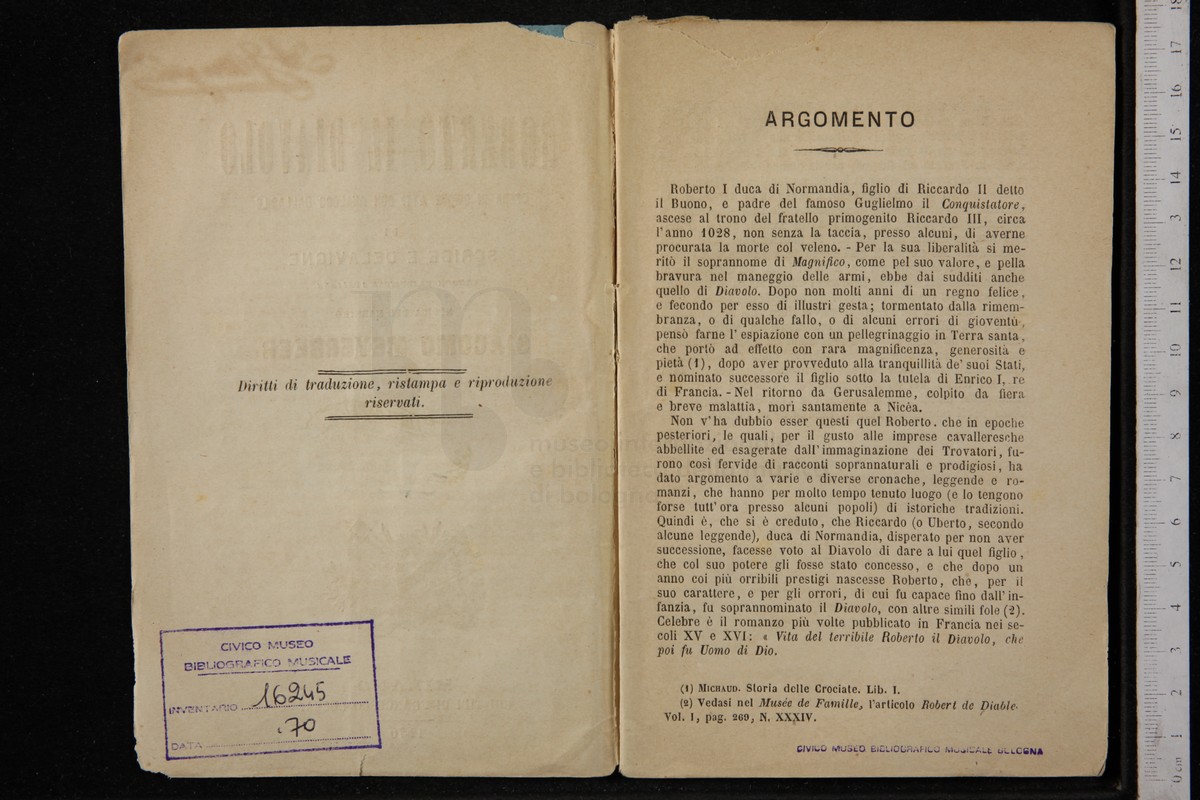 Diritti di traduzione, ristampa e riproduzione
riservati.
CIVICO MUSEO
BIBLIOGRAFICO MUSICALE
INVENTARIO 16245
.70
DATA
ARGOMENTO
Roberto I duca di Normandia, figlio di Riccardo II detto
il Buono, e padre del famoso Guglielmo il Conquistatore,
ascese al trono del fratello primogenito Riccardo III, circa
l'anno 1028, non senza la taccia, presso alcuni, di averne
procurata la morte col veleno. - Per la sua liberalità si me-
ritò il soprannome di Magnifico, come pel suo valore, e pella
bravura nel maneggio delle armi, ebbe dai sudditi anche
quello di Diavolo. Dopo non molti anni di un regno felice,
e fecondo per esso di illustri gesta; tormentato dalla rimem-
branza, o di qualche fallo, o di alcuni errori di gioventù,
pensò farne l'espiazione con un pellegrinaggio in Terra santa,
che portò ad effetto con rara magnificenza, generosità e
pietà (1), dopo aver provveduto alla tranquillità de' suoi Stati,
e nominato successore il figlio sotto la tutela di Enrico I, re
di Francia. - Nel ritorno da Gerusalemme, colpito da fiera
e breve malattia, morì santamente a Nicéa.
Non v'ha dubbio esser questi quel Roberto. che in epoche
posteriori, le quali, per il gusto alle imprese cavalleresche
abbellite ed esagerate dall'immaginazione dei Trovatori, fu-
rono così fervide di racconti soprannaturali e prodigiosi, ha
dato argomento a varie e diverse cronache, leggende e ro-
manzi, che hanno per molto tempo tenuto luogo (e lo tengono
forse tutt'ora presso alcuni popoli) di istoriche tradizioni.
Quindi è, che si è creduto, che Riccardo (o Uberto, secondo
alcune leggende), duca di Normandia, disperato per non aver
successione, facesse voto al Diavolo di dare a lui quel figlio,
che col suo potere gli fosse stato concesso, e che dopo un
anno coi più orribili prestigi nascesse Roberto, che, per il
suo carattere, e per gli orrori, di cui fu capace fino dall'in-
fanzia, fu soprannominato il Diavolo, con altre simili fole (2).
Celebre è il romanzo più volte pubblicato in Francia nei se-
coli XV e XVI: « Vita del terribile Roberto il Diavolo, che
poi fu Uomo di Dio.
(1) MICHAUD. Storia delle Crociate. Lib. I.
(2) Vedasi nel Musée de Famille, l'articolo Robert de Diable.
Vol. I, pag. 269, N. XXXIV.
CIVICO MUSEO BIBLIOGRAFICO MUSICALE BOLOGNA